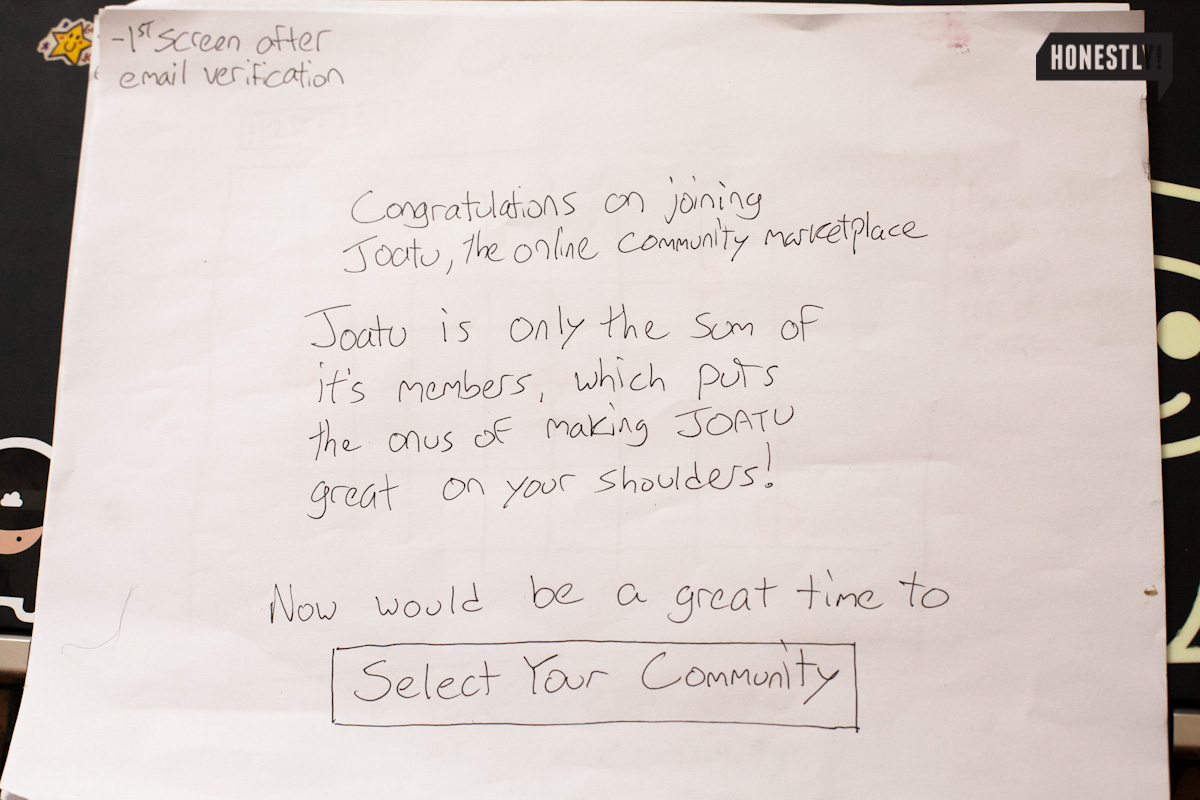 -1st Screen after
email verification
HONESTLY!
Congratulations on joining
Joatu, the online community marketplace
Joatu is only the sum of
it's members, which puts
the onus of making JOATU
great on your shoulders!
Now would be a great time to
Select Your Community